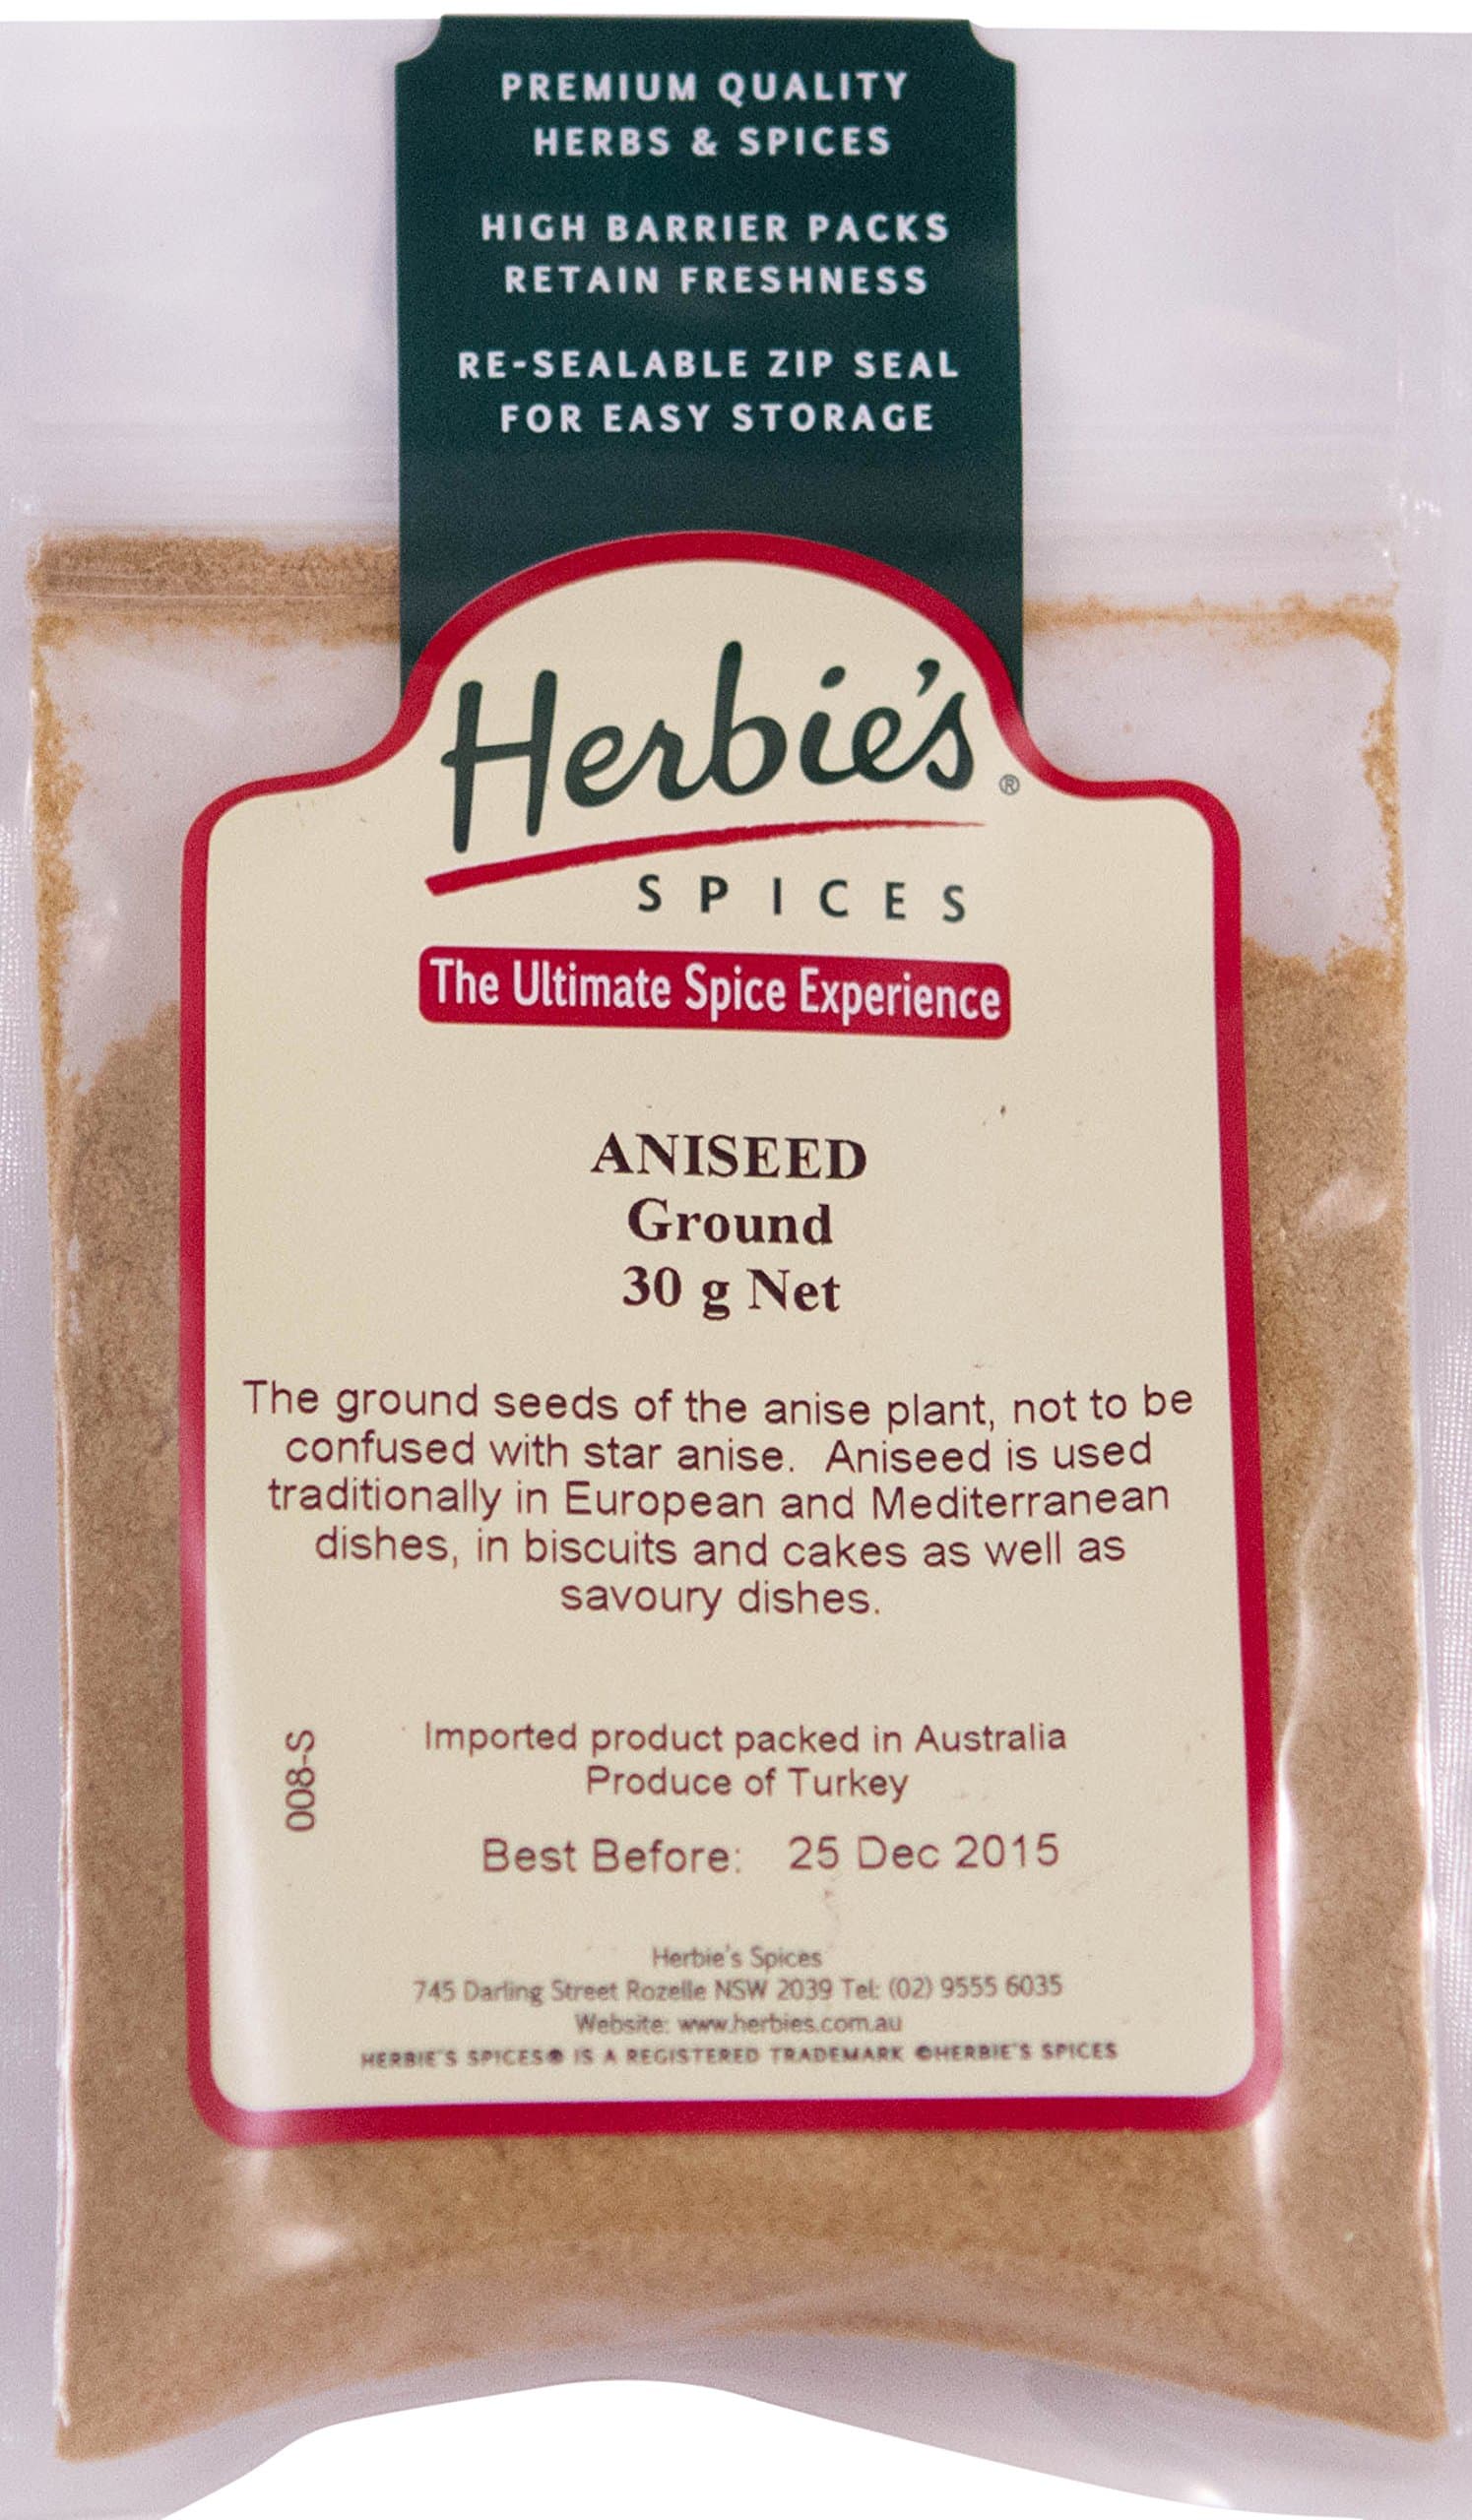 PREMIUM QUALITY
HERBS & SPICES
HIGH BARRIER PACKS
RETAIN FRESHNESS
RE-SEALABLE ZIP SEAL
FOR EASY STORAGE
Herbie's®
SPICES
The Ultimate Spice Experience
ANISEED
Ground
30 g Net
The ground seeds of the anise plant, not to be
confused with star anise.  Aniseed is used
traditionally in European and Mediterranean
dishes, in biscuits and cakes as well as
savoury dishes.
008-S
Imported product packed in Australia
Produce of Turkey
Best Before: 25 Dec 2015
Herbie's Spices
745 Darling Street Rozelle NSW 2039 Tel: (02) 9555 6035
Website: www.herbies.com.au
HERBIE'S SPICES® IS A REGISTERED TRADEMARK ©HERBIE'S SPICES